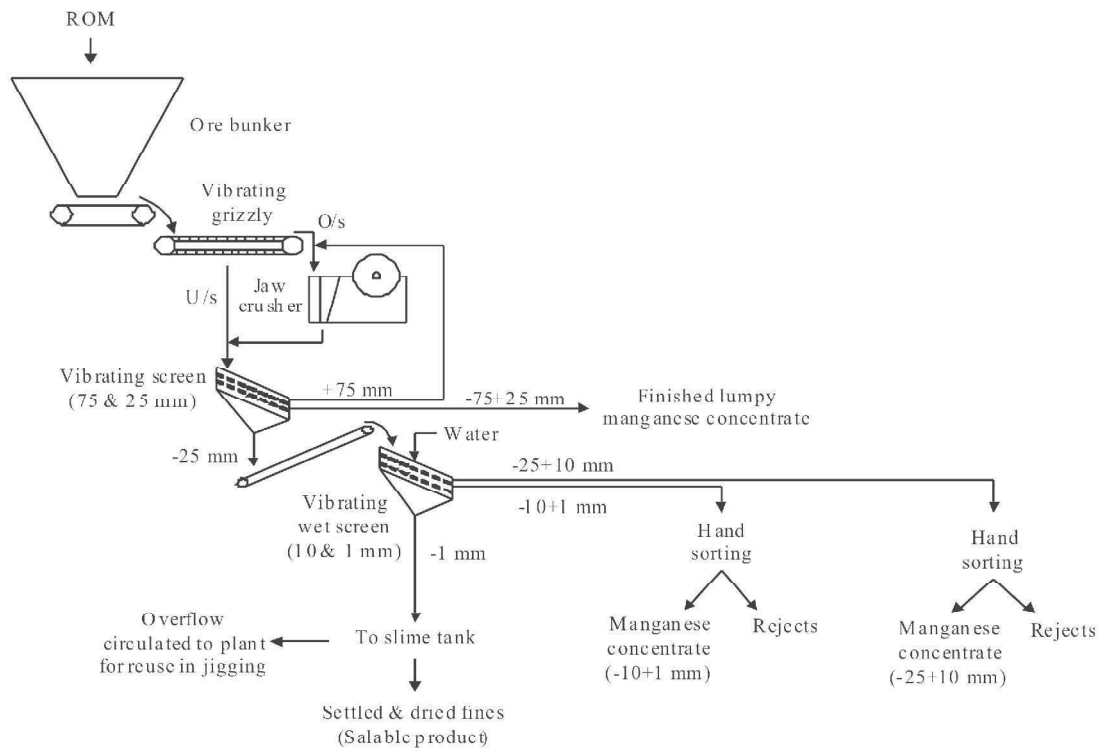 ROM
Ore bunker
Vibrating
grizzly
O/s
U/s
Jaw
crusher
Vibrating screen
(75 & 25 mm)
+75 mm
-75+25 mm
Finished lumpy
manganese concentrate
-25 mm
Water
-25+10 mm
-10+1 mm
Vibrating
wet screen
(10 & 1 mm)
-1 mm
Hand
sorting
Hand
sorting
Overflow
circulated to plant
for reuse in jigging
To slime tank
Manganese
concentrate
(-10+1 mm)
Rejects
Manganese
concentrate
(-25+10 mm)
Rejects
Settled & dried fines
(Salable product)